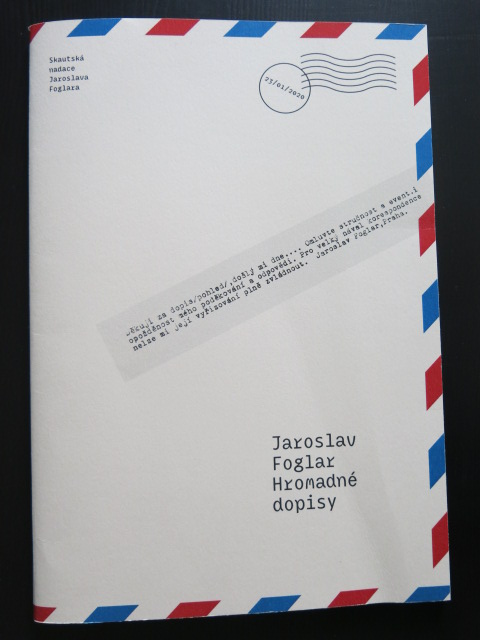 Skautská
nadace
Jaroslava
Foglara
23/01/2020
Děkuji za dopis/pohled/,došlý mi dne.... Omluvte stručnost a event.i
opožděnost mého poděkování a odpovědi. Pro velký nával korespondence
nelze mi její vyřizování plně zvládnout. Jaroslav Foglar,Praha.
Jaroslav
Foglar
Hromadné
dopisy